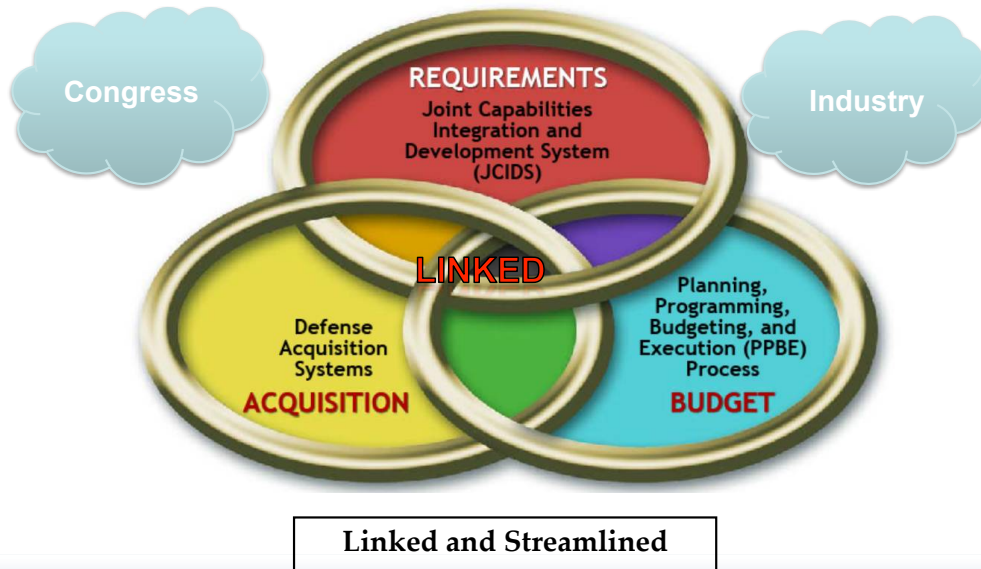 Congress
Industry
REQUIREMENTS
Joint Capabilities
Integration and
Development System
(JCIDS)
LINKED
Defense
Acquisition
Systems
ACQUISITION
Planning,
Programming,
Budgeting, and
Execution (PPBE)
Process
BUDGET
Linked and Streamlined